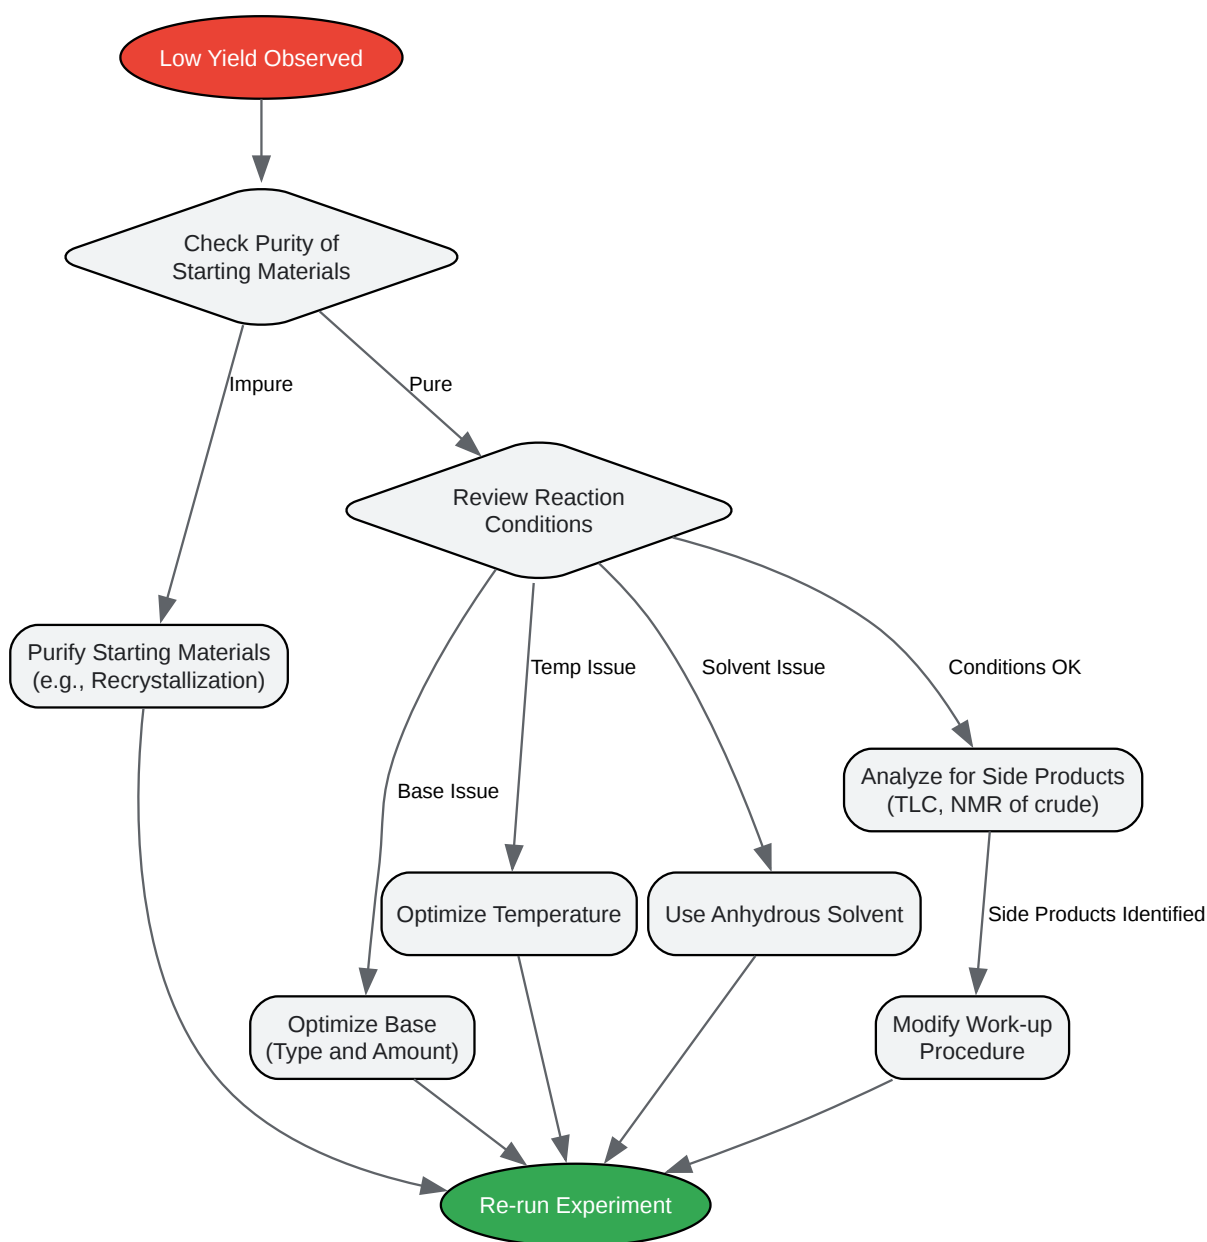 Low Yield Observed
Check Purity of
Starting Materials
Impure
Pure
Review Reaction
Conditions
Purify Starting Materials
(e.g., Recrystallization)
Temp Issue
Solvent Issue
Conditions OK
Base Issue
Analyze for Side Products
(TLC, NMR of crude)
Optimize Temperature
Use Anhydrous Solvent
Side Products Identified
Optimize Base
(Type and Amount)
Modify Work-up
Procedure
Re-run Experiment